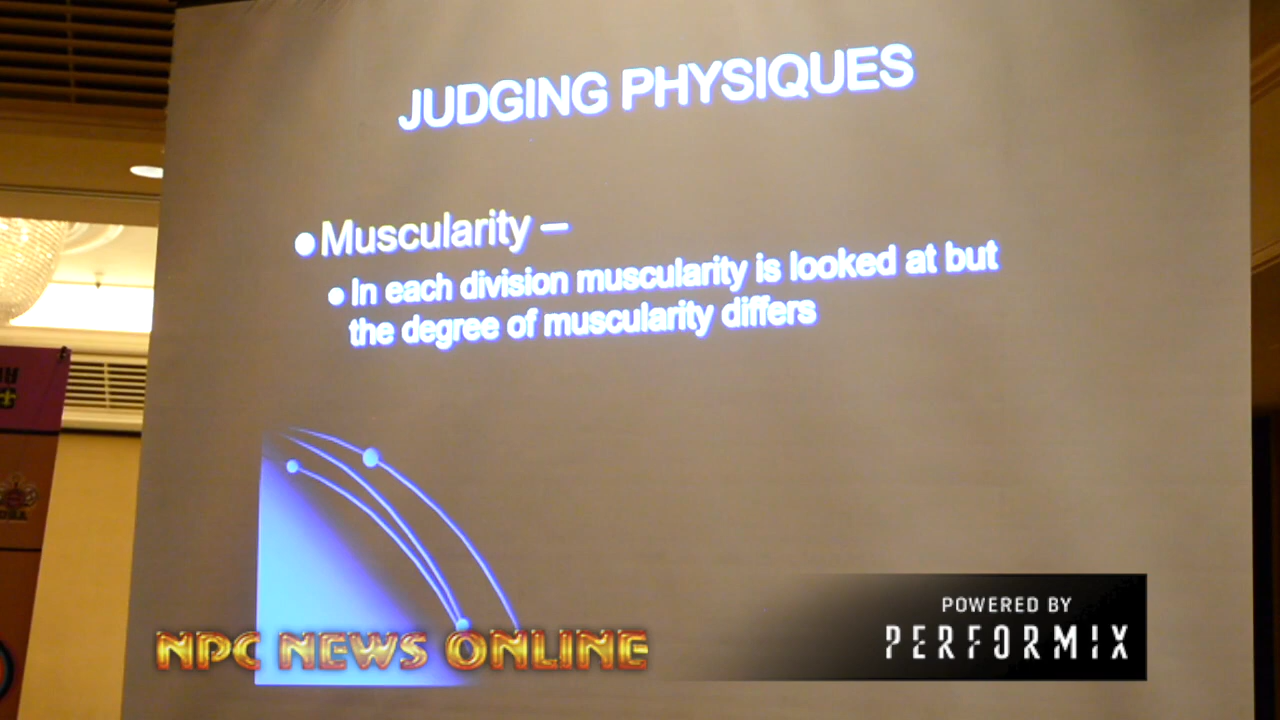 JUDGING PHYSIQUES
• Muscularity –
• In each division muscularity is looked at but
the degree of muscularity differs
NPC NEWS ONLINE
POWERED BY
PERFORMIX